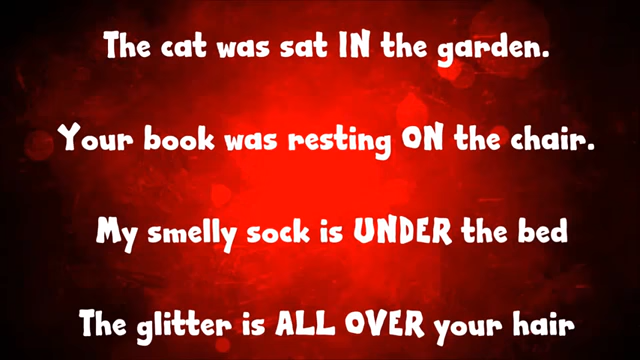 The cat was sat IN the garden.
Your book was resting ON the chair.
My smelly sock is UNDER the bed
The glitter is ALL OVER your hair